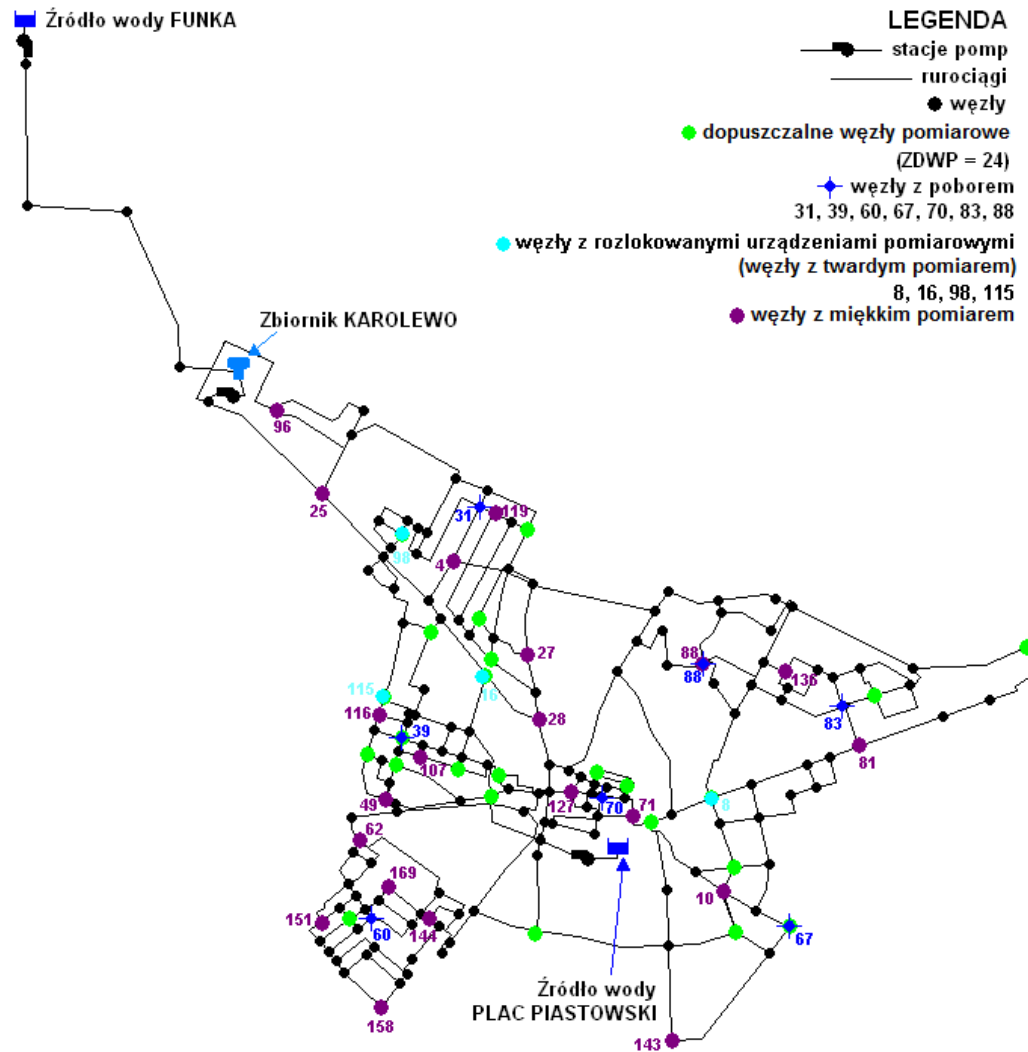 Źródło wody FUNKA
LEGENDA
stacje pomp
rurociągi
węzły
dopuszczalne węzły pomiarowe
(ZDWP = 24)
węzły z poborem
31, 39, 60, 67, 70, 83, 88
węzły z rozlokowanymi urządzeniami pomiarowymi
(węzły z twardym pomiarem)
8, 16, 98, 115
węzły z miękkim pomiarem
Zbiornik KAROLEWO
96
25
31
119
98
4
27
88
88
136
16
115
116
28
83
39
81
107
127
70
71
8
49
62
169
10
151
60
144
67
Źródło wody
PLAC PIASTOWSKI
158
143